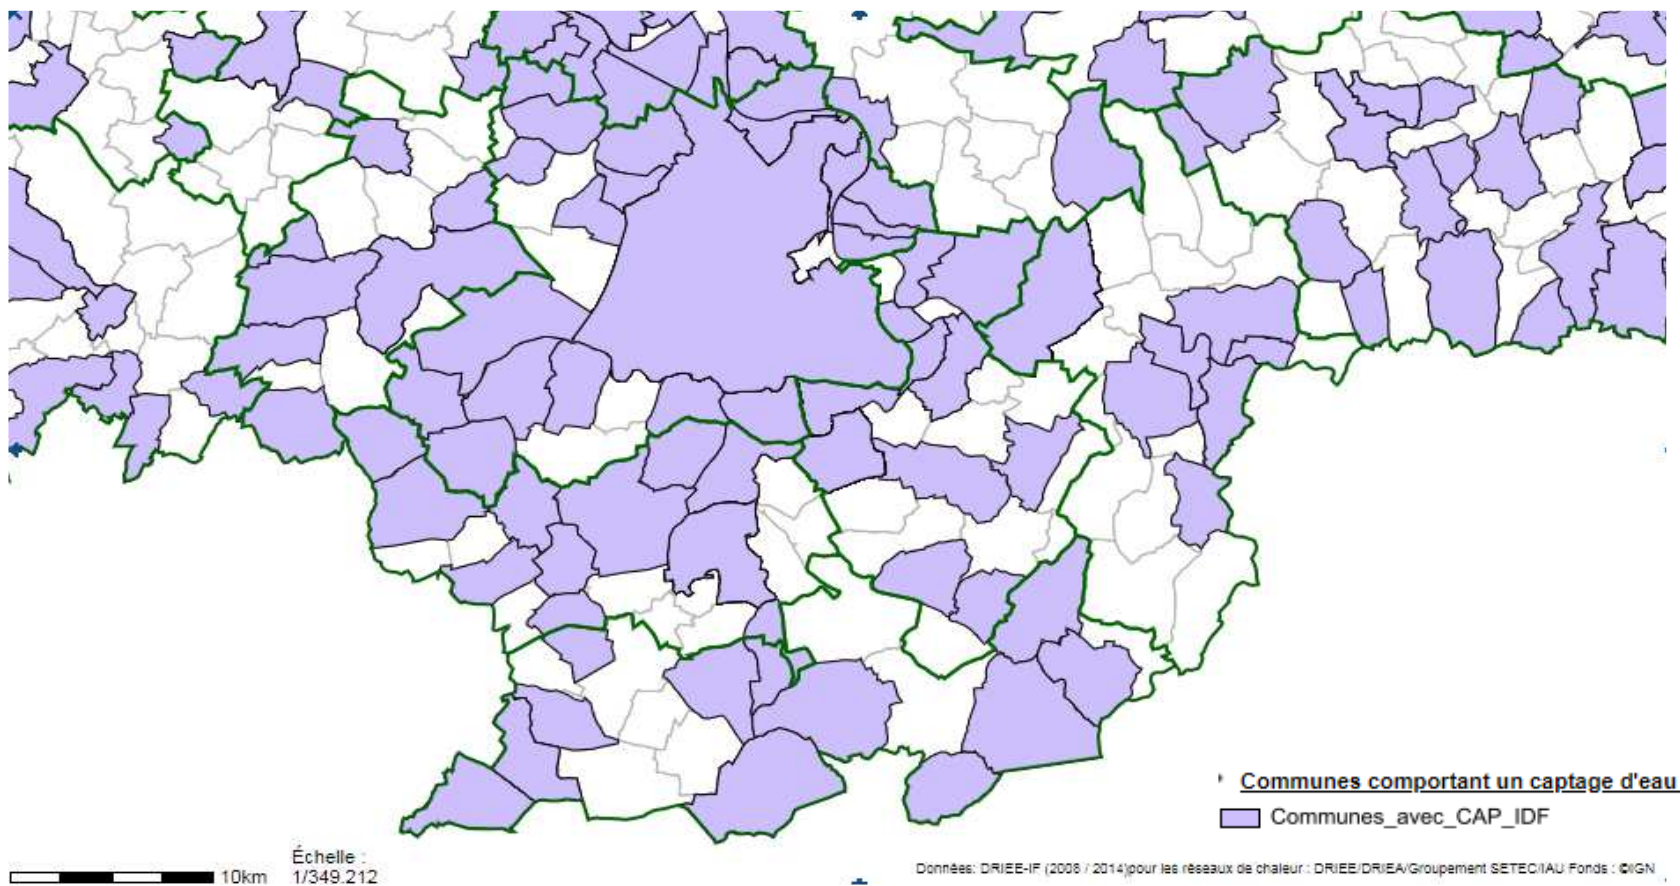 Communes comportant un captage d'eau
Communes_avec_CAP_IDF
Échelle :
10km 1/349.212
Données: DRIEE-IF (2008 / 2014)pour les réseaux de chaleur : DRIEE/DRIEA/Groupement SETEC/IAU Fonds : ©IGN